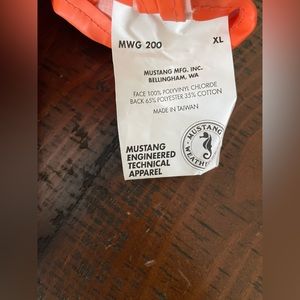 MWG 200 XL
MUSTANG MFG. INC.
BELLINGHAM, WA
FACE 100% POLYVINYL CHLORIDE
BACK 65% POLYESTER 35% COTTON
MADE IN TAIWAN
MUSTANG
ENGINEERED
TECHNICAL
APPAREL
MUSTANG
WEATHER